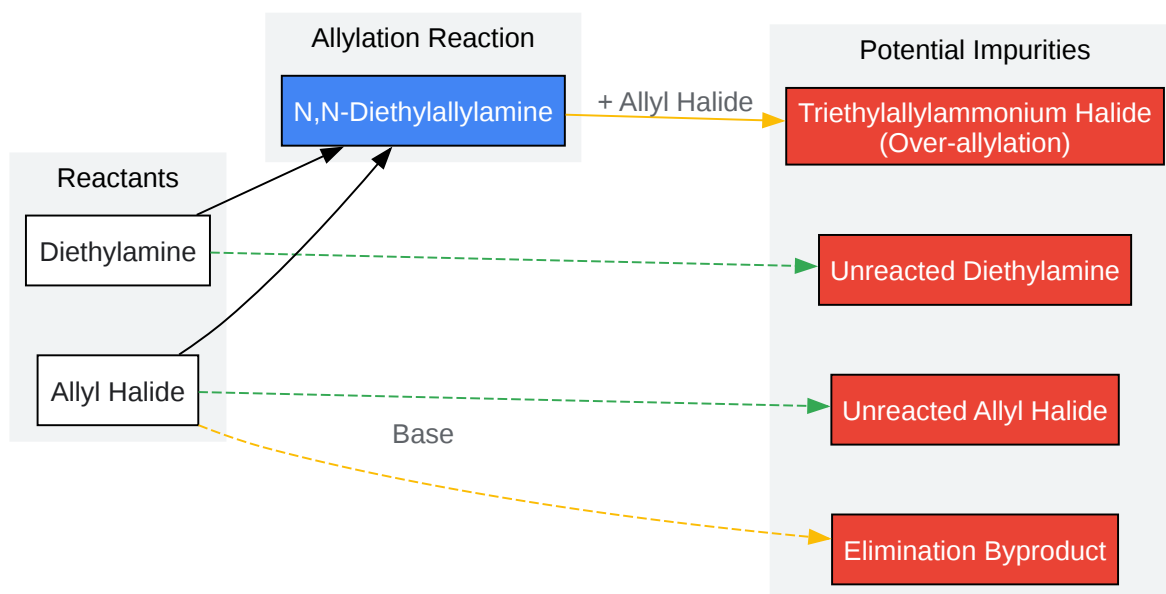 Allylation Reaction
N,N-Diethylallylamine
+ Allyl Halide
Potential Impurities
Triethylallylammonium Halide
(Over-allylation)
Reactants
Diethylamine
Unreacted Diethylamine
Allyl Halide
Unreacted Allyl Halide
Base
Elimination Byproduct